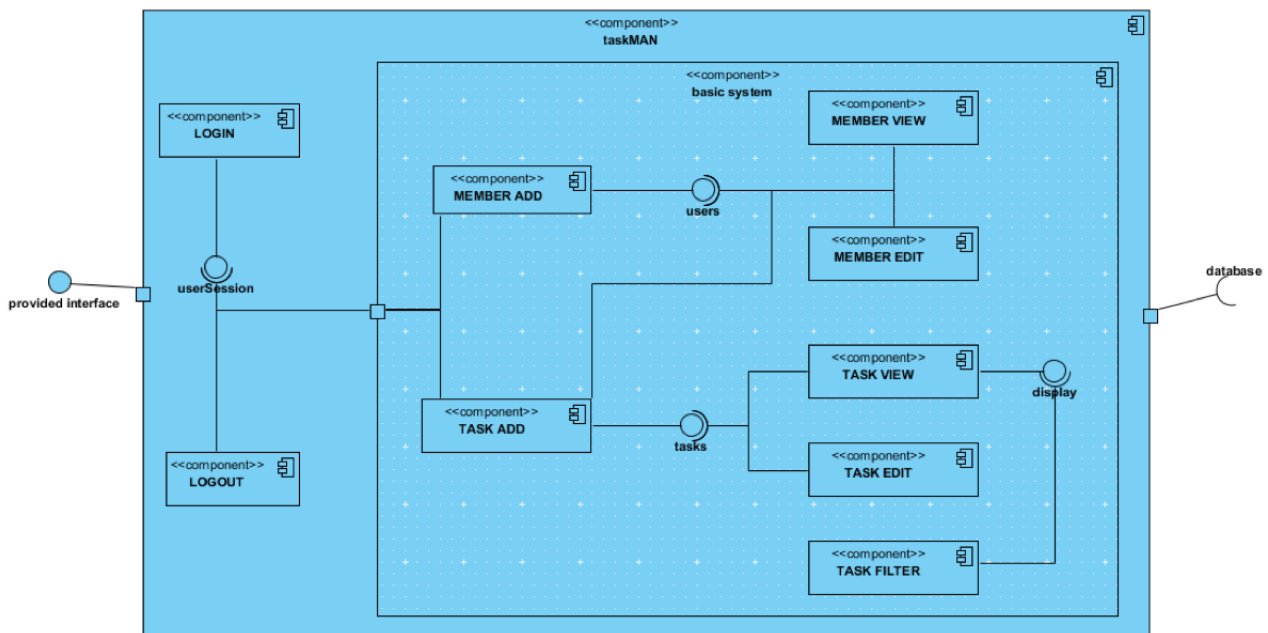 <<component>>
taskMAN
<<component>>
basic system
<<component>>
LOGIN
<<component>>
MEMBER VIEW
<<component>>
MEMBER ADD
users
<<component>>
MEMBER EDIT
userSession
provided interface
database
<<component>>
TASK VIEW
display
<<component>>
TASK ADD
tasks
<<component>>
LOGOUT
<<component>>
TASK EDIT
<<component>>
TASK FILTER